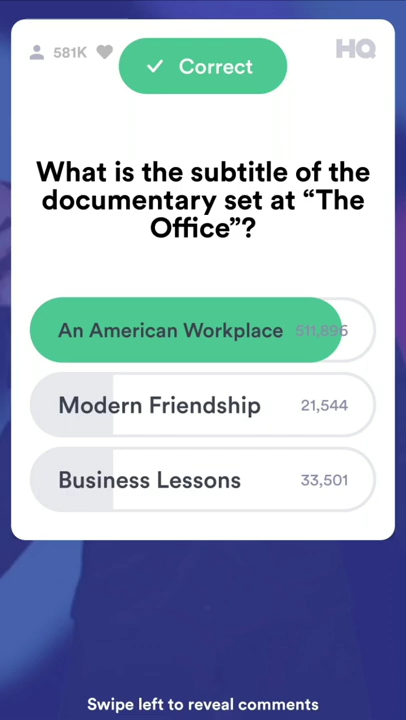 581K
Correct
HQ
What is the subtitle of the
documentary set at “The
Office”?
An American Workplace 511,896
Modern Friendship 21,544
Business Lessons 33,501
Swipe left to reveal comments